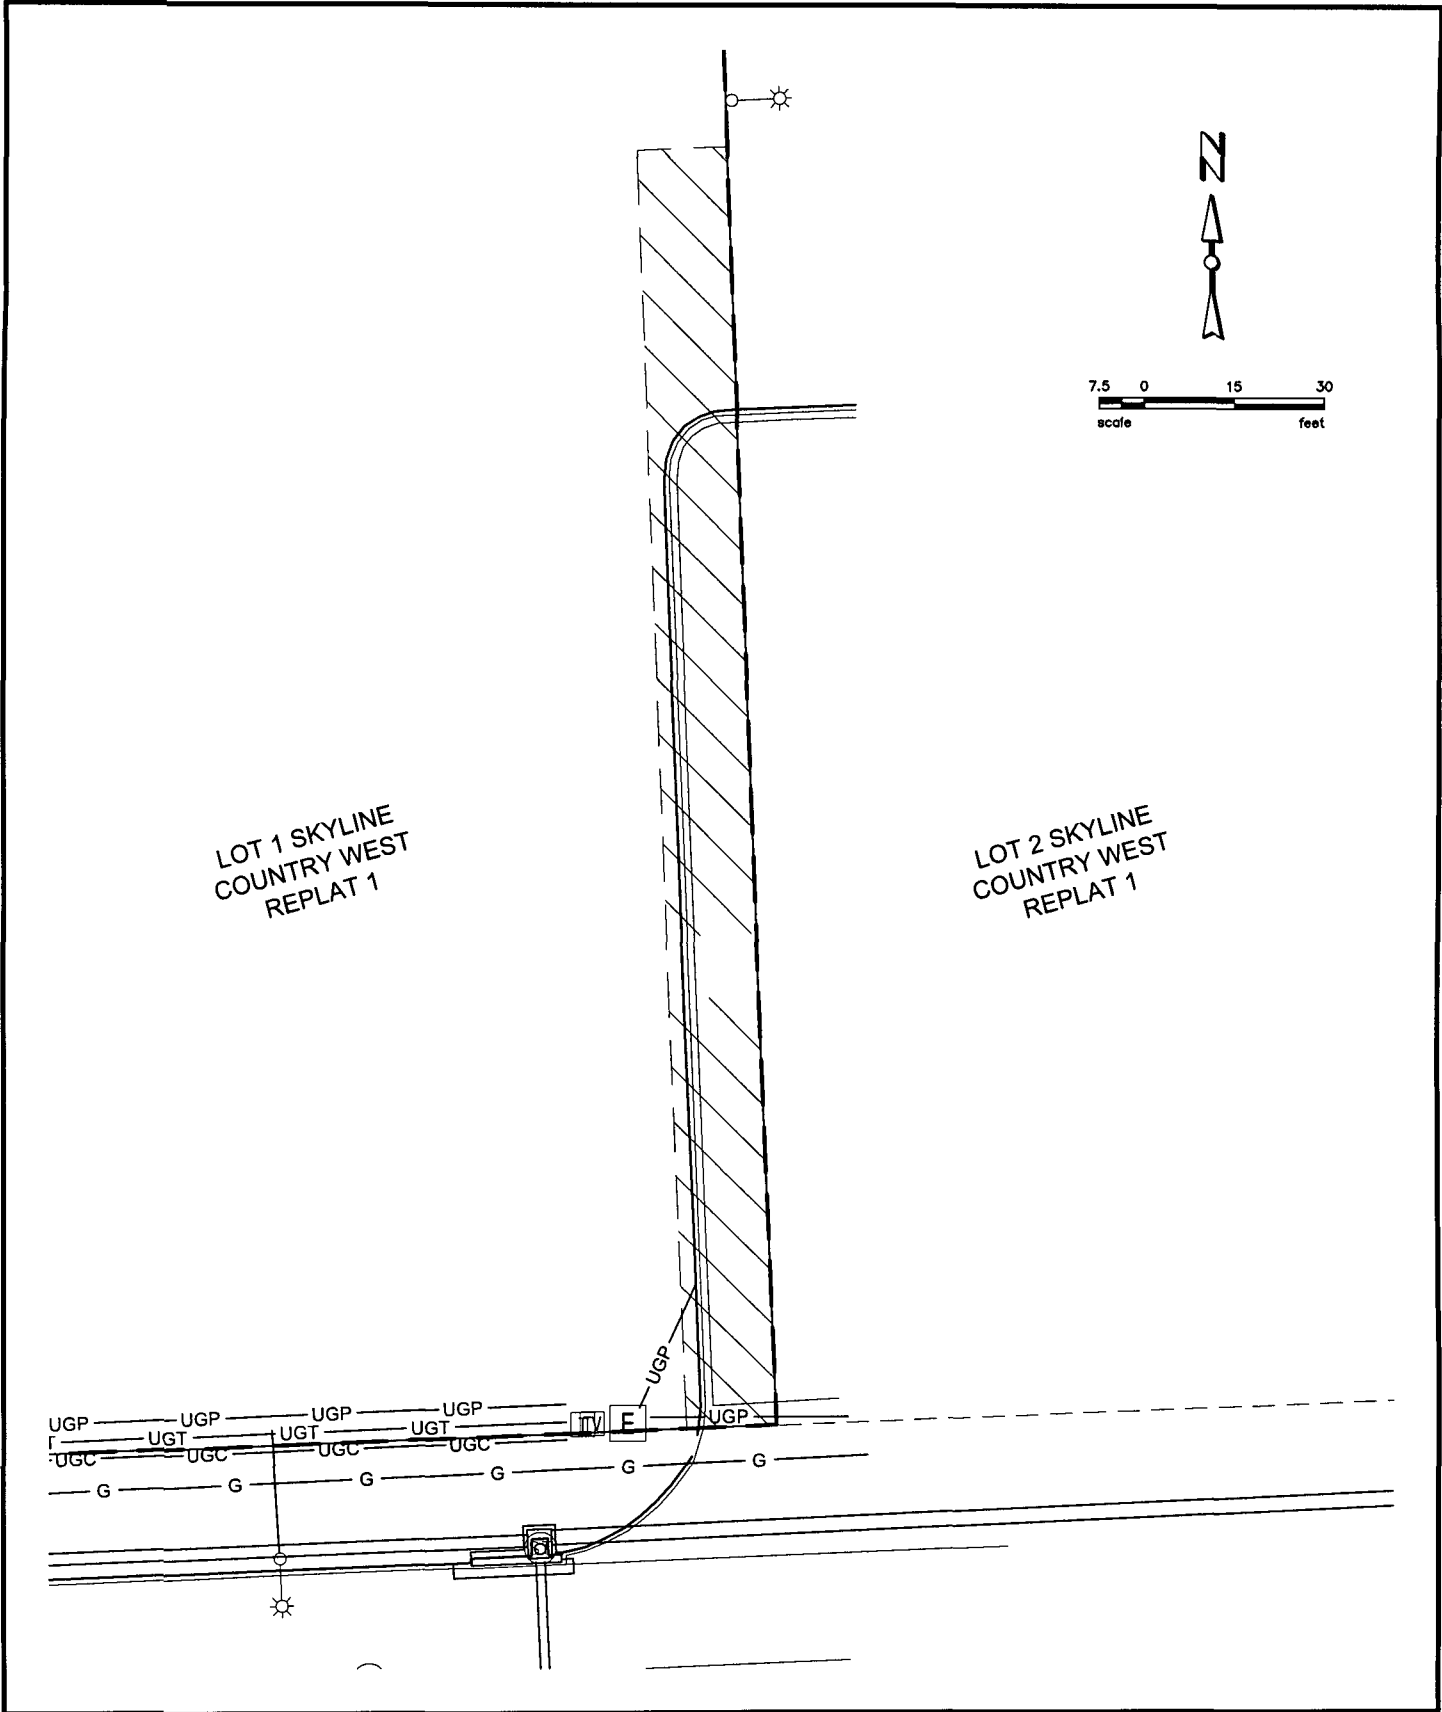 N
7.5 0 15 30
scale feet
LOT 1 SKYLINE
COUNTRY WEST
REPLAT 1
LOT 2 SKYLINE
COUNTRY WEST
REPLAT 1
UGP
UGP UGP UGP UGP TV E UGP
T UGT UGT UGT
UGC UGC UGC UGC
G G G G G G